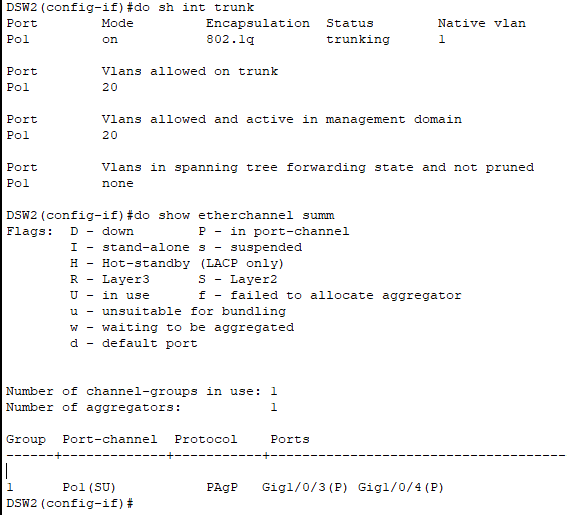 DSW2(config-if)#do sh int trunk
Port Mode Encapsulation Status Native vlan
Po1 on 802.1q trunking 1
Port Vlans allowed on trunk
Po1 20
Port Vlans allowed and active in management domain
Po1 20
Port Vlans in spanning tree forwarding state and not pruned
Po1 none
DSW2(config-if)#do show etherchannel summ
Flags: D - down P - in port-channel
I - stand-alone s - suspended
H - Hot-standby (LACP only)
R - Layer3 S - Layer2
U - in use f - failed to allocate aggregator
u - unsuitable for bundling
w - waiting to be aggregated
d - default port
Number of channel-groups in use: 1
Number of aggregators: 1
Group Port-channel Protocol Ports
------+-------------+-----------+----------------------------------------------
1 Po1(SU) PAgP Gig1/0/3(P) Gig1/0/4(P)
DSW2(config-if)#